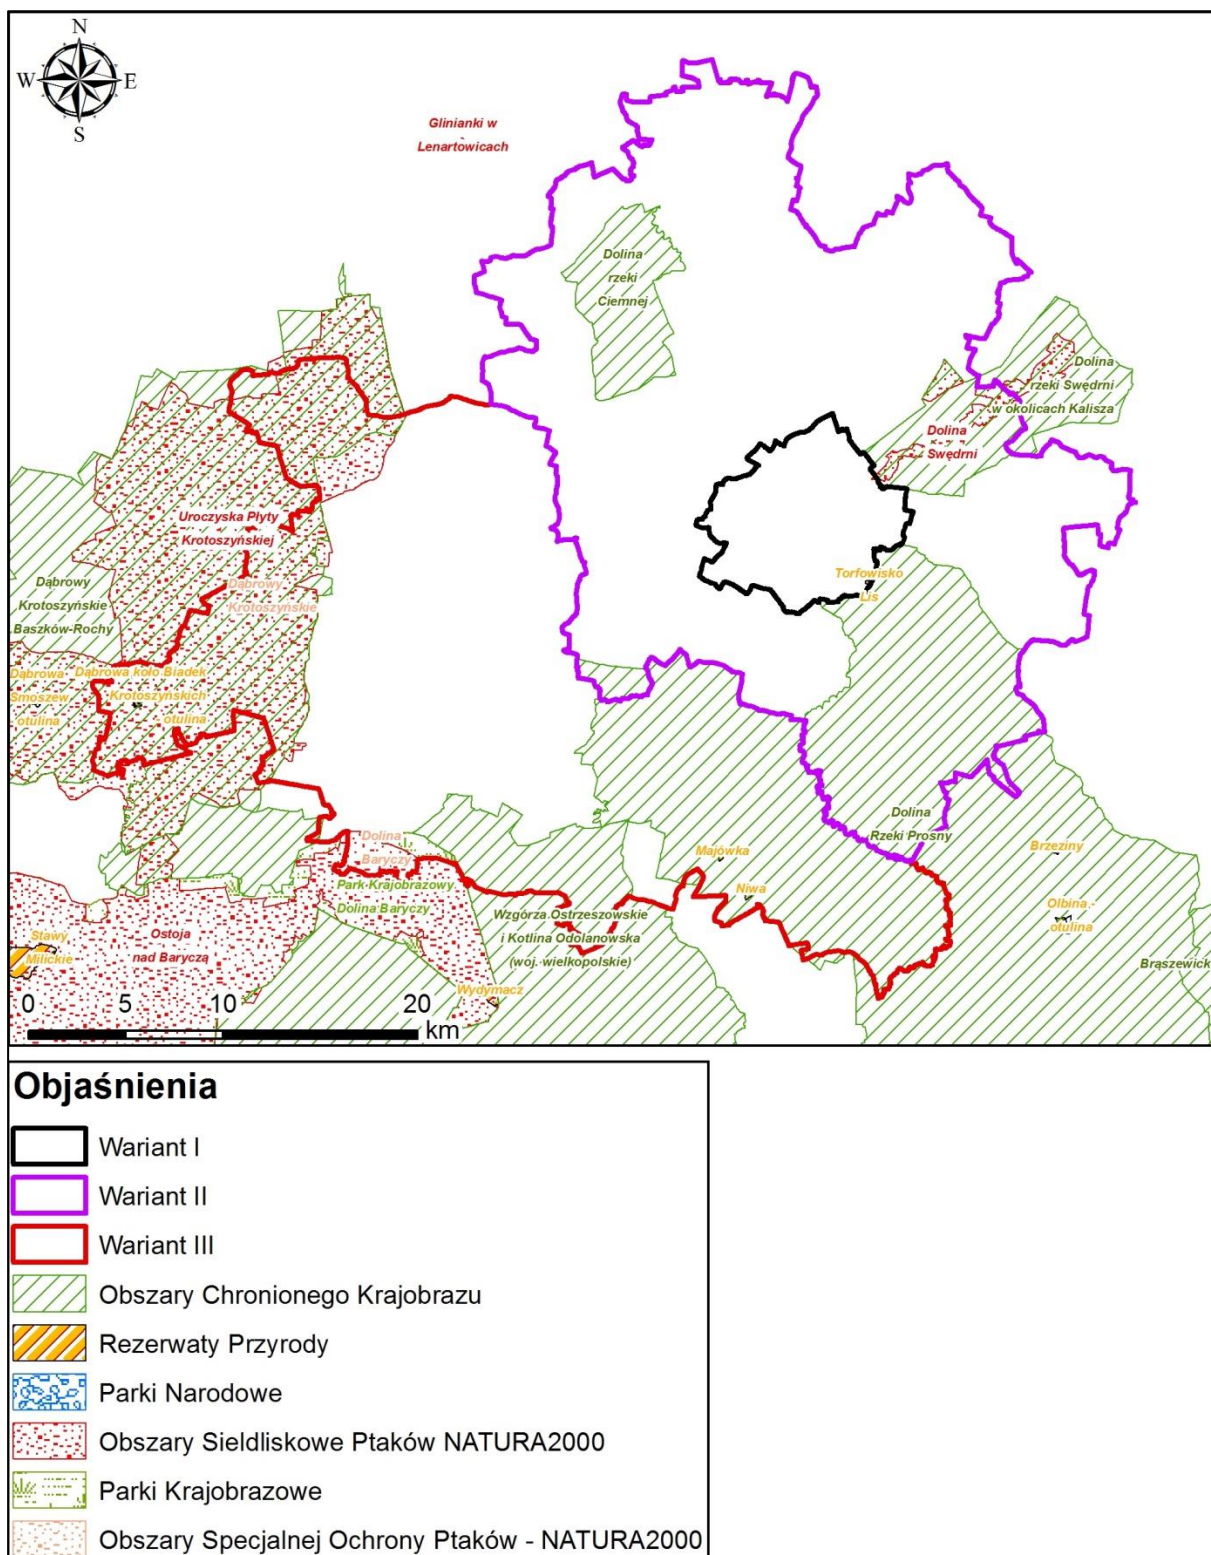 N
W E
S
Glinianki w
Lenartowicach
Dolina
rzeki
Ciemnej
Dolina
rzeki Swędrni
w okolicach Kalisza
Dolina
Swędrni
Uroczyska Płyty
Krotoszyńskiej
Dąbrowy
Krotoszyńskie
Dąbrowy
Krotoszyńskie
Baszków-Rochy
Torfowisko
Lis
Dąbrowa
Smoszew
otulina
Dąbrowa koło Biadek
Krotoszyńskich
otulina
Dolina
Rzeki Prosny
Dolina
Baryczy
Majówka
Brzeziny
Park Krajobrazowy
Dolina Baryczy
Niwa
Olbina -
otulina
Wzgórza Ostrzeszowskie
i Kotlina Odolanowska
(woj. wielkopolskie)
Stawy
Milickie
Ostoja
nad Baryczą
Brąszewick
Wydymacz
0 5 10 20
km
Objaśnienia
Wariant I
Wariant II
Wariant III
Obszary Chronionego Krajobrazu
Rezerwaty Przyrody
Parki Narodowe
Obszary Sieldliskowe Ptaków NATURA2000
Parki Krajobrazowe
Obszary Specjalnej Ochrony Ptaków - NATURA2000